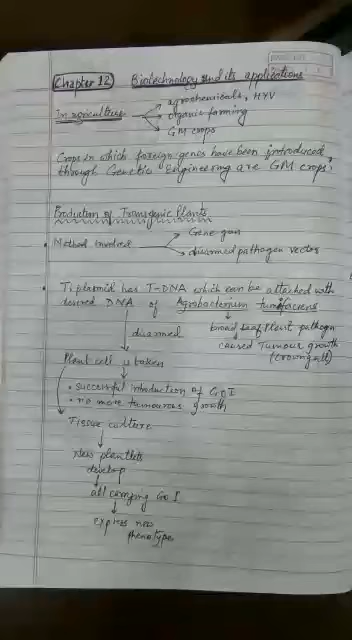 Chapter 12 Biotechnology and its applications
In agriculture → agrochemicals, HYV
→ organic farming
→ GM crops
Crops in which foreign genes have been introduced
through Genetic Engineering are GM crops.
Production of Transgenic Plants
• Method involved → Gene gun
→ disarmed pathogen vector
• Ti plasmid has T-DNA which can be attached with
desired DNA of Agrobacterium tumifaciens
disarmed broad leaf plant pathogen
caused Tumour growth
(crown gall)
Plant cell is taken
• successful introduction of GOI
• no more tumourous growth
Tissue culture
New plantlets
develop
all carrying GOI
express new
phenotypes